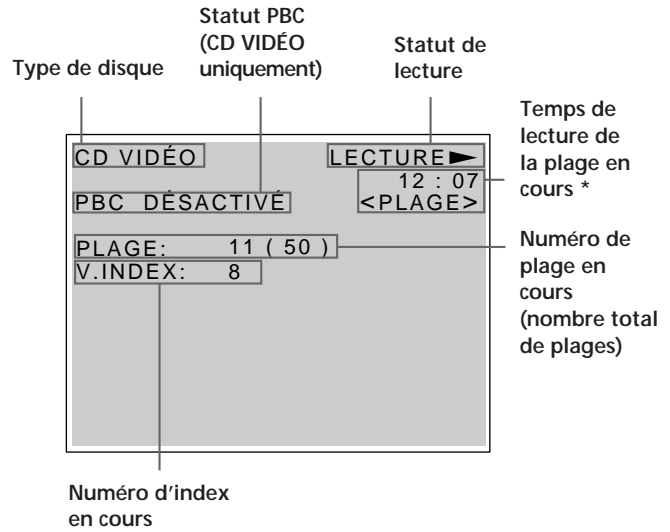 Statut PBC
(CD VIDÉO
uniquement)
Type de disque
Statut de
lecture
Temps de
lecture de
la plage en
cours *
CD VIDÉO
LECTURE►
12 : 07
PBC DÉSACTIVÉ
<PLAGE>
PLAGE: 11 ( 50 )
V.INDEX: 8
Numéro de
plage en
cours
(nombre total
de plages)
Numéro d'index
en cours